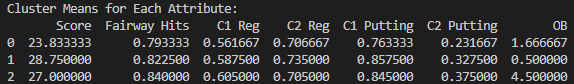 Cluster Means for Each Attribute:
Score Fairway Hits C1 Reg C2 Reg C1 Putting C2 Putting OB
0 23.833333 0.793333 0.561667 0.706667 0.763333 0.231667 1.666667
1 28.750000 0.822500 0.587500 0.735000 0.857500 0.327500 0.500000
2 27.000000 0.840000 0.605000 0.705000 0.845000 0.375000 4.500000